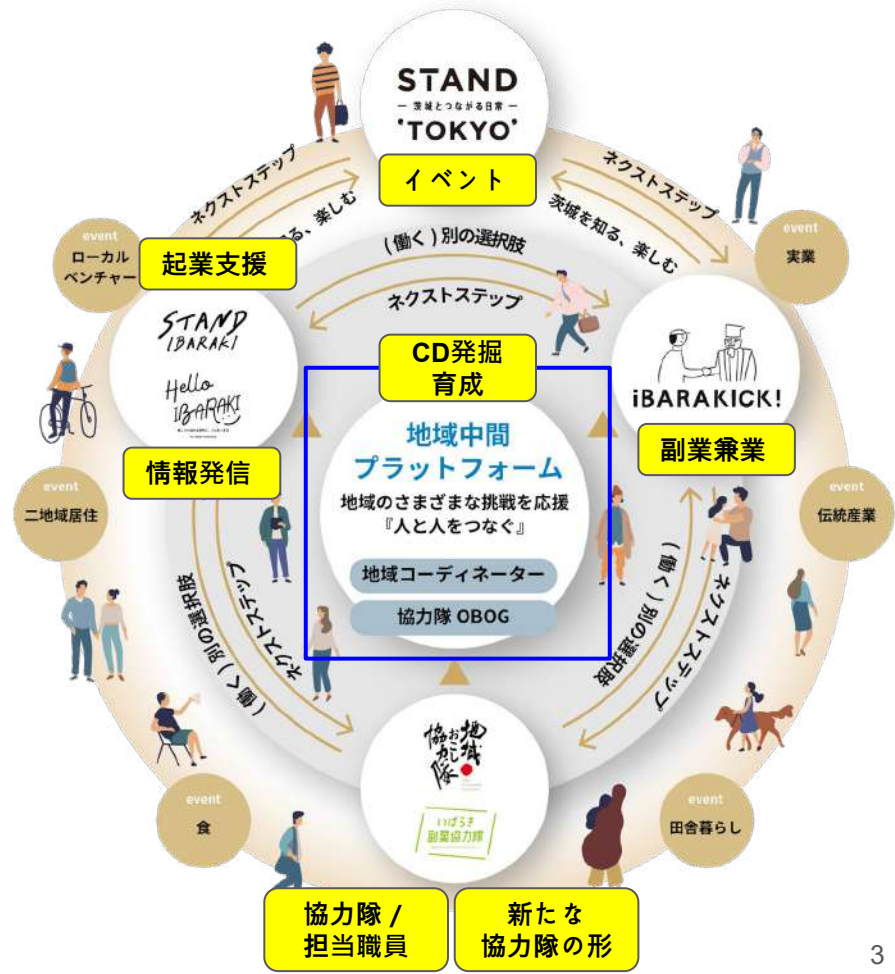 STAND
― 茨城とつながる日常 ―
'TOKYO'
イベント
ネクストステップ
る、楽しむ
ネクストステップ
茨城を知る、楽しむ
event
ローカル
ベンチャー
起業支援
event
実業
(働く) 別の選択肢
ネクストステップ
STAND
IBARAKI
Hello
iBARAKI
情報発信
CD発掘
育成
iBARAKICK!
副業兼業
地域中間
プラットフォーム
地域のさまざまな挑戦を応援
『人と人をつなぐ』
地域コーディネーター
協力隊 OBOG
event
二地域居住
event
伝統産業
(働く) 別の選択肢
ネクストステップ
(働く) 別の選択肢
ネクストステップ
地域
おこし
協力隊
いばらき
副業協力隊
event
食
event
田舎暮らし
協力隊 /
担当職員
新たな
協力隊の形
3